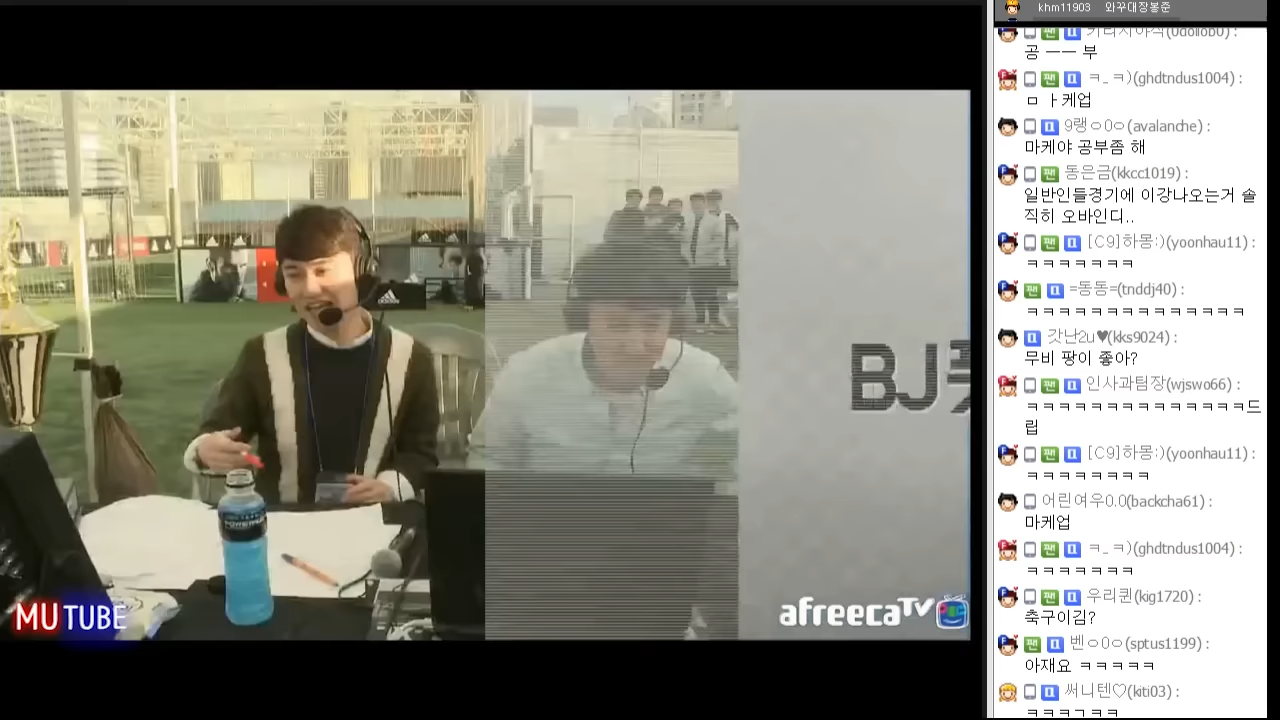 khm11903 와꾸대장봉준
공 ㅡㅡ 부
ㅋ_ㅋ)(ghdtndus1004) :
ㅁ ㅏ케업
9랭ㅇ0ㅇ(avalanche) :
마케야 공부좀 해
동은금(kkcc1019) :
일반인들경기에 이강나오는거 솔
직히 오바인디..
[C9]하몽:)(yoonhau11) :
ㅋㅋㅋㅋㅋㅋㅋ
=동동=(tnddj40) :
ㅋㅋㅋㅋㅋㅋㅋㅋㅋㅋㅋㅋㅋㅋ
갓난2u♥(kks9024) :
무비 팡이 좋아?
인사과팀장(wjswo66) :
ㅋㅋㅋㅋㅋㅋㅋㅋㅋㅋㅋㅋㅋㅋ드
립
[C9]하몽:)(yoonhau11) :
ㅋㅋㅋㅋㅋㅋㅋㅋ
어린여우0.0(backcha61) :
마케업
ㅋ_ㅋ)(ghdtndus1004) :
ㅋㅋㅋㅋㅋㅋㅋ
우리퀸(kig1720) :
축구이김?
벤ㅇ0ㅇ(sptus1199) :
아재요 ㅋㅋㅋㅋㅋ
써니텐♡(kiti03) :
ㅋㅋㅋㄱㅋㅋ
adidas
BJ
POWERADE
MUTUBE
afreecaTV